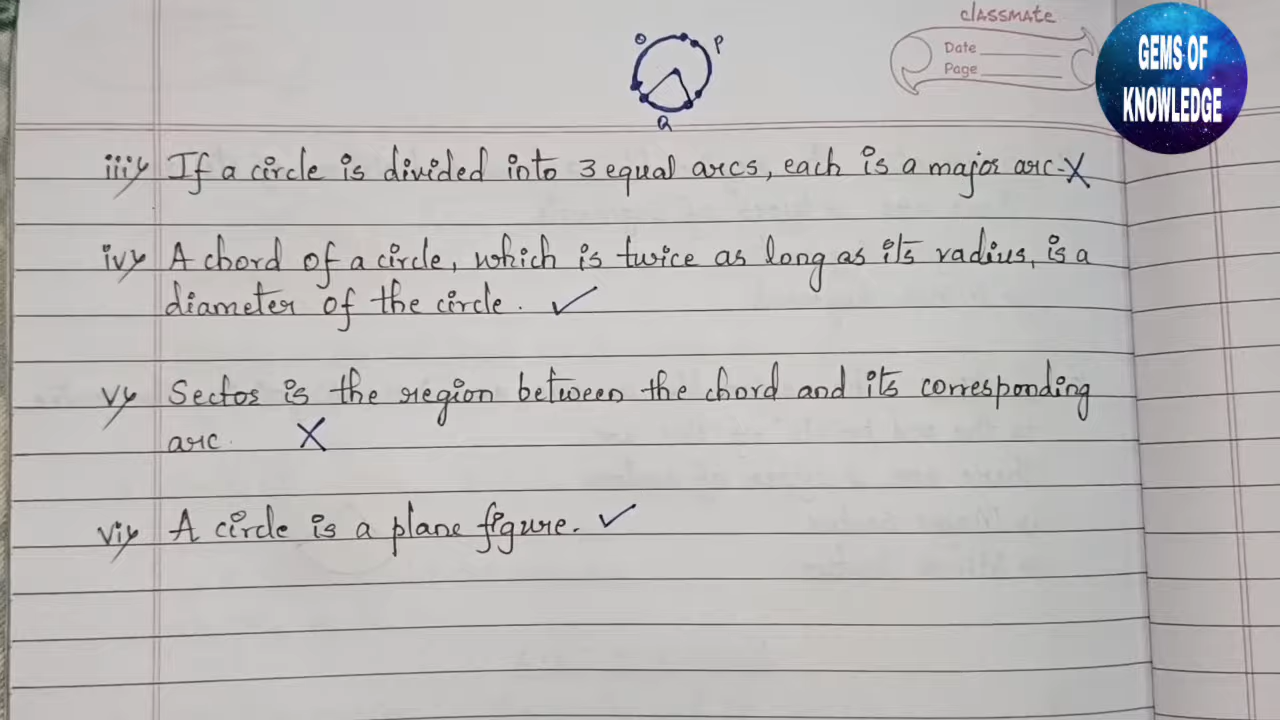 classmate
Date
Page
GEMS OF
KNOWLEDGE
P
Q
iii) If a circle is divided into 3 equal arcs, each is a major arc. X
iv) A chord of a circle, which is twice as long as its radius, is a
diameter of the circle. ✓
v) Sector is the region between the chord and its corresponding
arc. X
vi) A circle is a plane figure. ✓